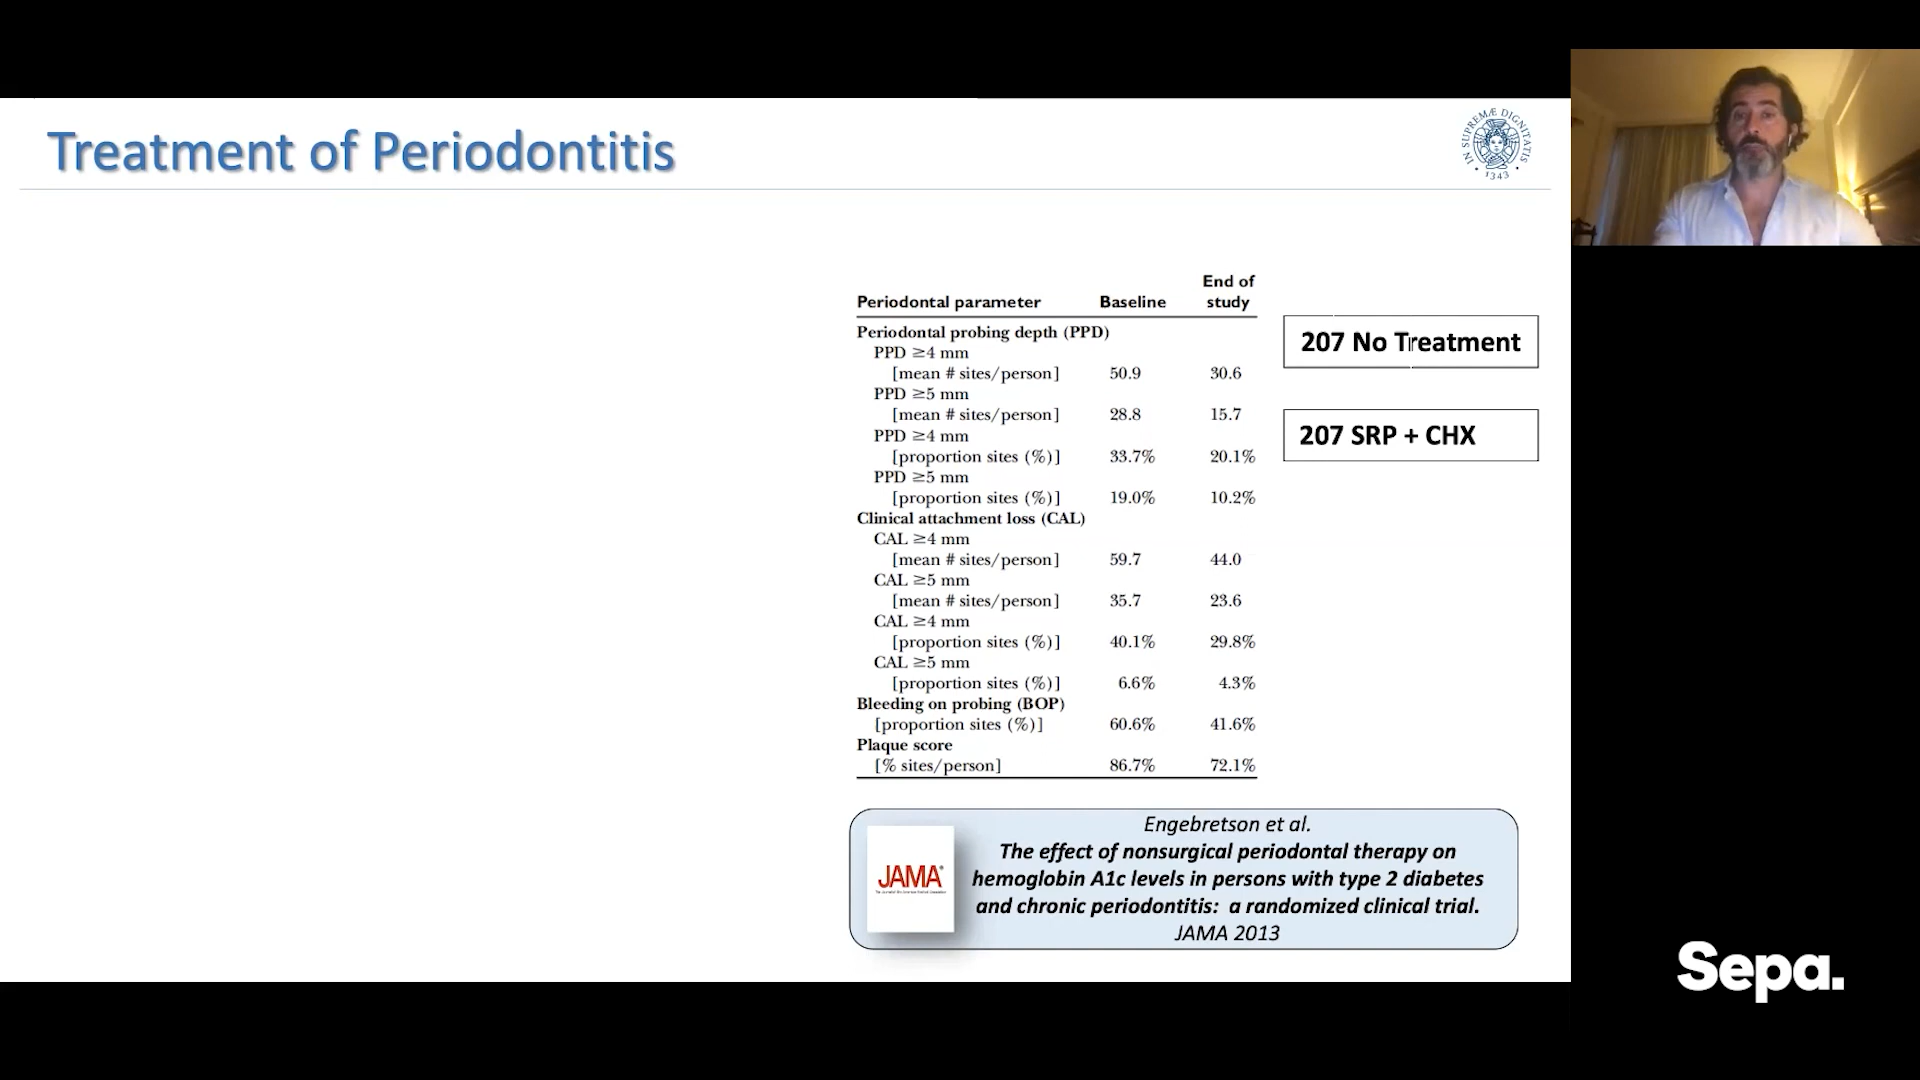 Treatment of Periodontitis
IN SUPREMÆ DIGNITATIS
• 1343 •
Periodontal parameter Baseline End of study
Periodontal probing depth (PPD)
PPD ≥4 mm
[mean # sites/person] 50.9 30.6
PPD ≥5 mm
[mean # sites/person] 28.8 15.7
PPD ≥4 mm
[proportion sites (%)] 33.7% 20.1%
PPD ≥5 mm
[proportion sites (%)] 19.0% 10.2%
Clinical attachment loss (CAL)
CAL ≥4 mm
[mean # sites/person] 59.7 44.0
CAL ≥5 mm
[mean # sites/person] 35.7 23.6
CAL ≥4 mm
[proportion sites (%)] 40.1% 29.8%
CAL ≥5 mm
[proportion sites (%)] 6.6% 4.3%
Bleeding on probing (BOP)
[proportion sites (%)] 60.6% 41.6%
Plaque score
[% sites/person] 86.7% 72.1%
207 No Treatment
207 SRP + CHX
JAMA®
Engebretson et al.
The effect of nonsurgical periodontal therapy on
hemoglobin A1c levels in persons with type 2 diabetes
and chronic periodontitis: a randomized clinical trial.
JAMA 2013
Sepa.